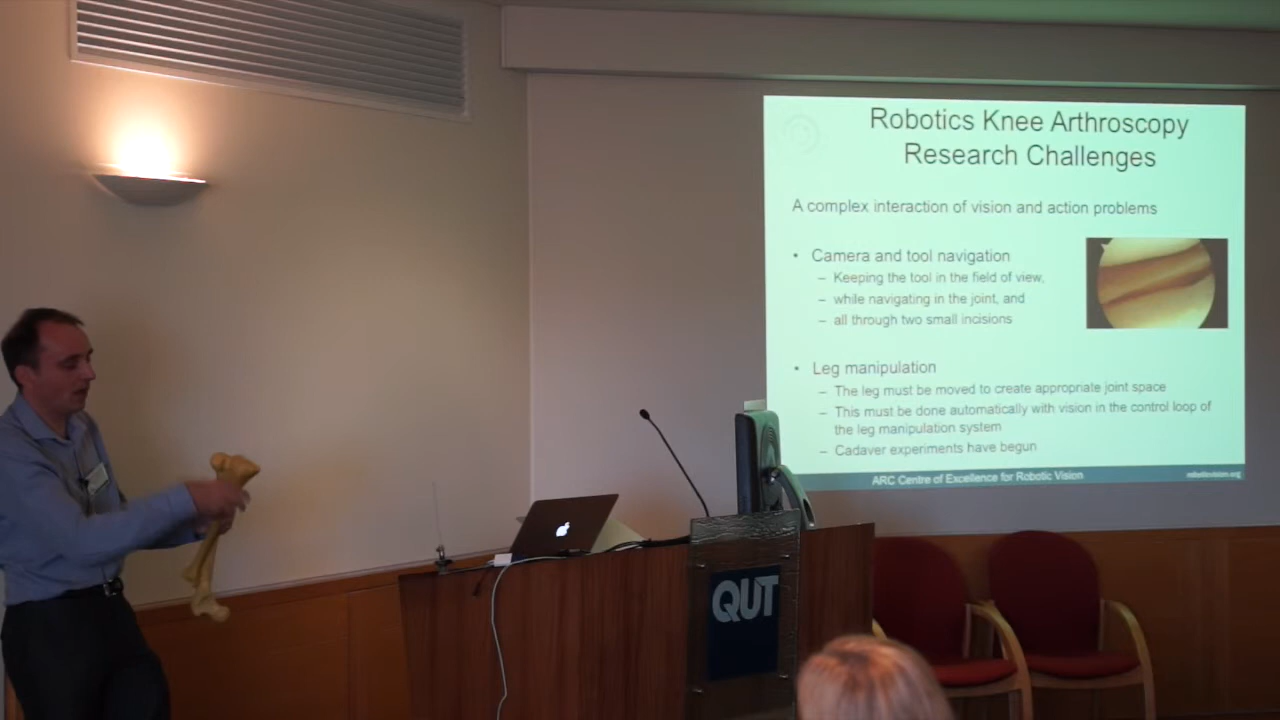 Robotics Knee Arthroscopy
Research Challenges
A complex interaction of vision and action problems
• Camera and tool navigation
– Keeping the tool in the field of view,
– while navigating in the joint, and
– all through two small incisions
• Leg manipulation
– The leg must be moved to create appropriate joint space
– This must be done automatically with vision in the control loop of
the leg manipulation system
– Cadaver experiments have begun
ARC Centre of Excellence for Robotic Vision
roboticvision.org
QUT